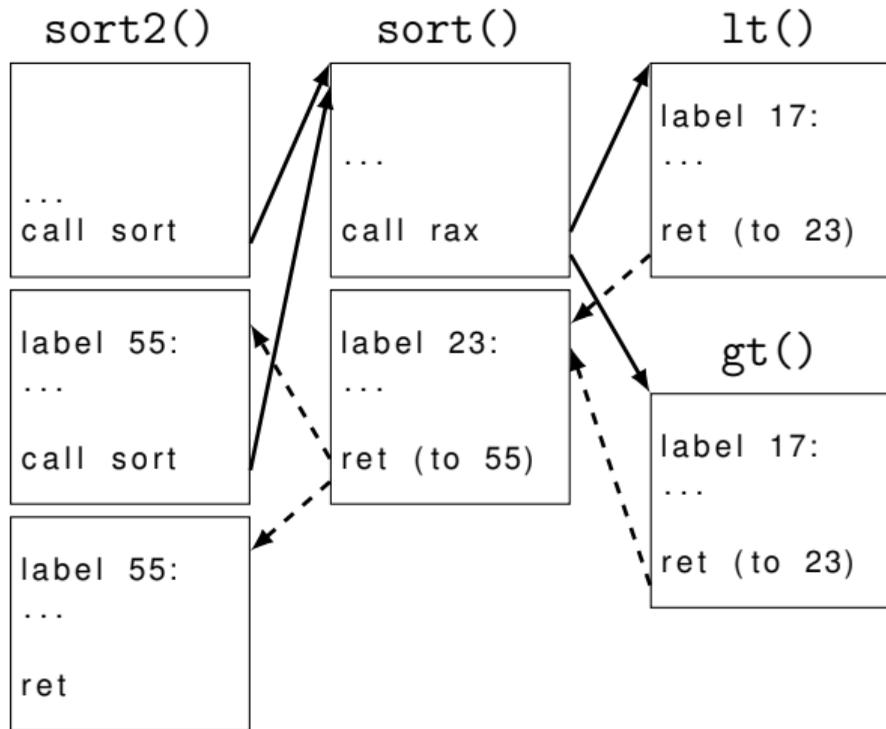 sort2()
...
call sort
label 55:
...
call sort
label 55:
...
ret
sort()
...
call rax
label 23:
...
ret (to 55)
lt()
label 17:
...
ret (to 23)
gt()
label 17:
...
ret (to 23)